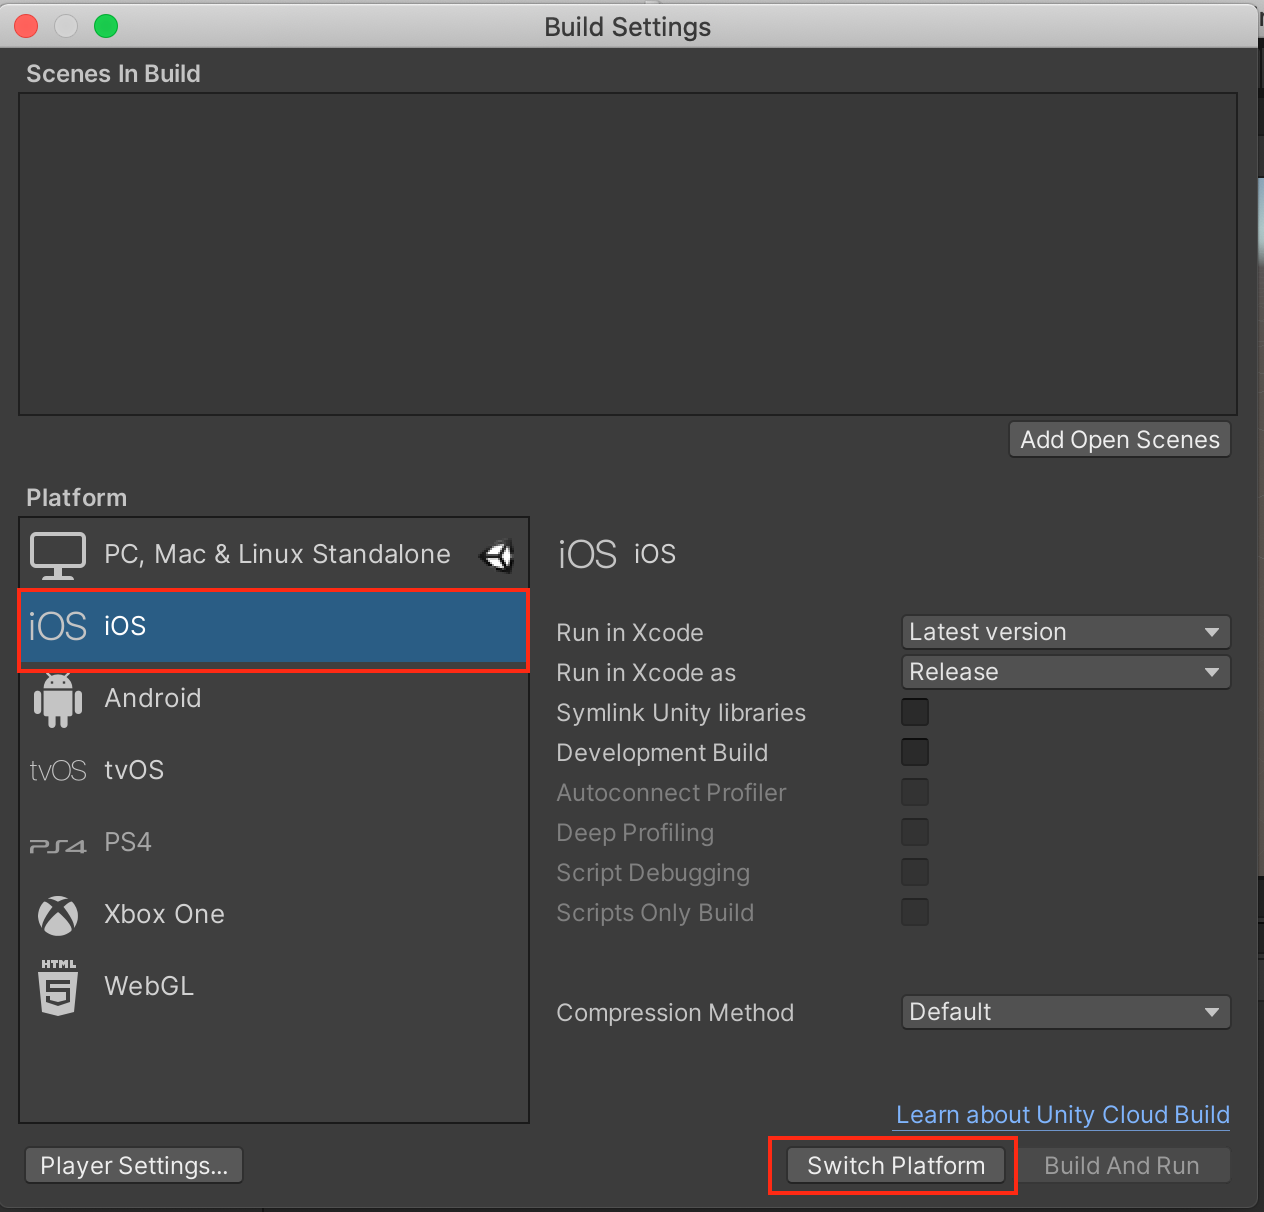 Build Settings
Scenes In Build
Add Open Scenes
Platform
PC, Mac & Linux Standalone
iOS iOS
Android
tvOS tvOS
PS4 PS4
Xbox One
HTML
5
WebGL
iOS iOS
Run in Xcode Latest version
Run in Xcode as Release
Symlink Unity libraries
Development Build
Autoconnect Profiler
Deep Profiling
Script Debugging
Scripts Only Build
Compression Method Default
Learn about Unity Cloud Build
Player Settings... Switch Platform Build And Run